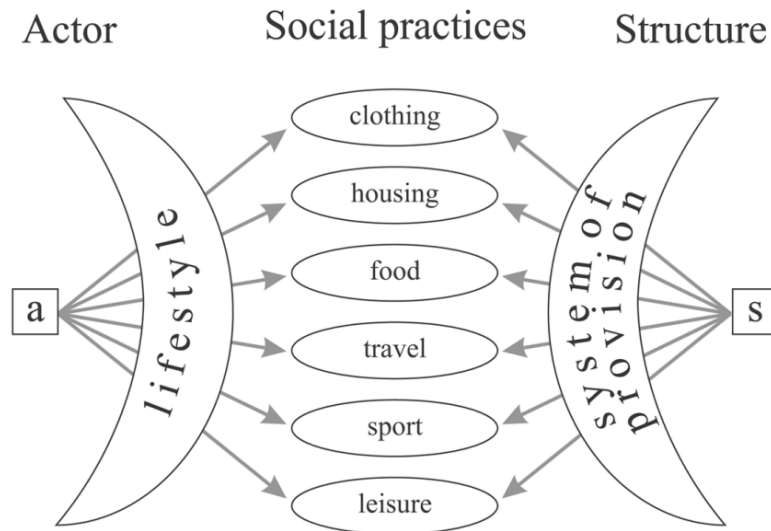 Actor
Social practices
Structure
clothing
housing
food
travel
sport
leisure
a
lifestyle
system of
provision
s